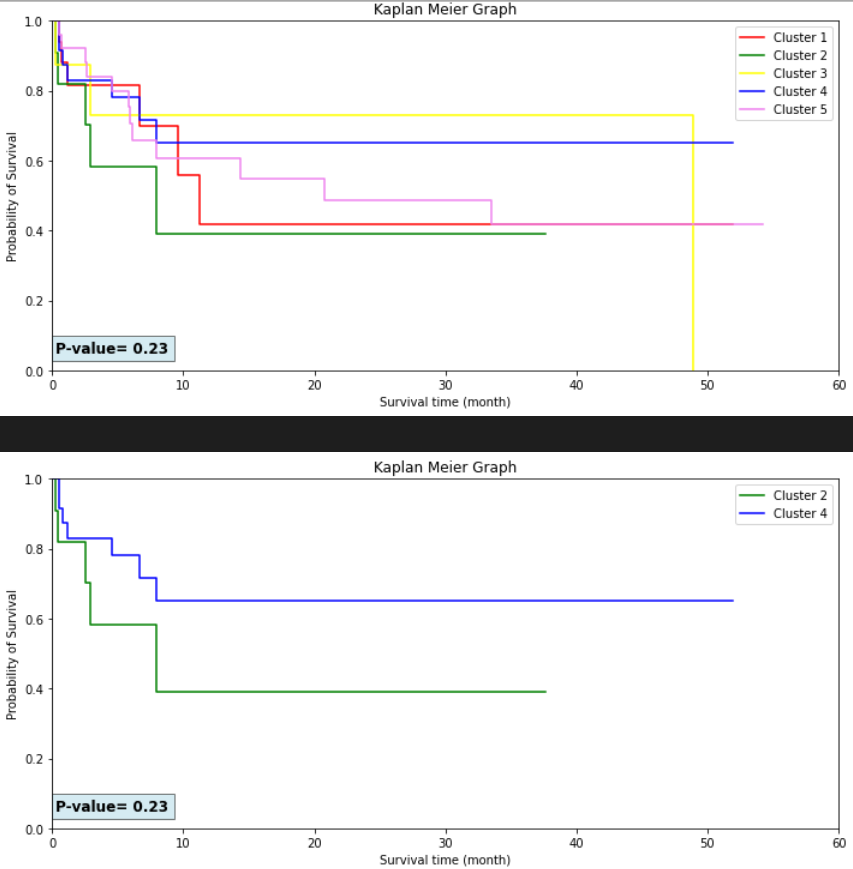 Kaplan Meier Graph
1.0
0.8
0.6
0.4
0.2
0.0
Probability of Survival
Cluster 1
Cluster 2
Cluster 3
Cluster 4
Cluster 5
P-value= 0.23
0 10 20 30 40 50 60
Survival time (month)
Kaplan Meier Graph
1.0
0.8
0.6
0.4
0.2
0.0
Probability of Survival
Cluster 2
Cluster 4
P-value= 0.23
0 10 20 30 40 50 60
Survival time (month)